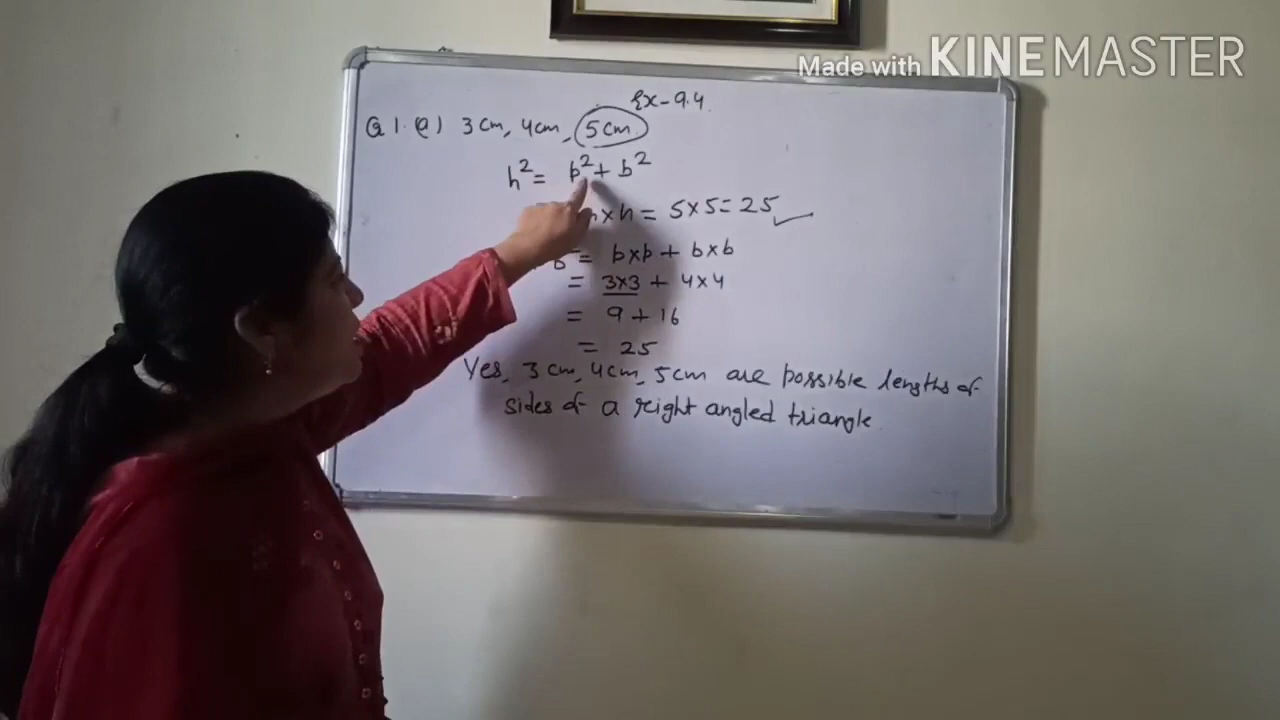 Made with KINEMASTER
Ex-9.4
Q1.(a) 3cm, 4cm, 5cm
h² = p² + b²
h×h = 5×5=25 ✓
= p×p + b×b
= 3×3 + 4×4
= 9+16
= 25
Yes, 3cm, 4cm, 5cm are possible lengths of
sides of a right angled triangle